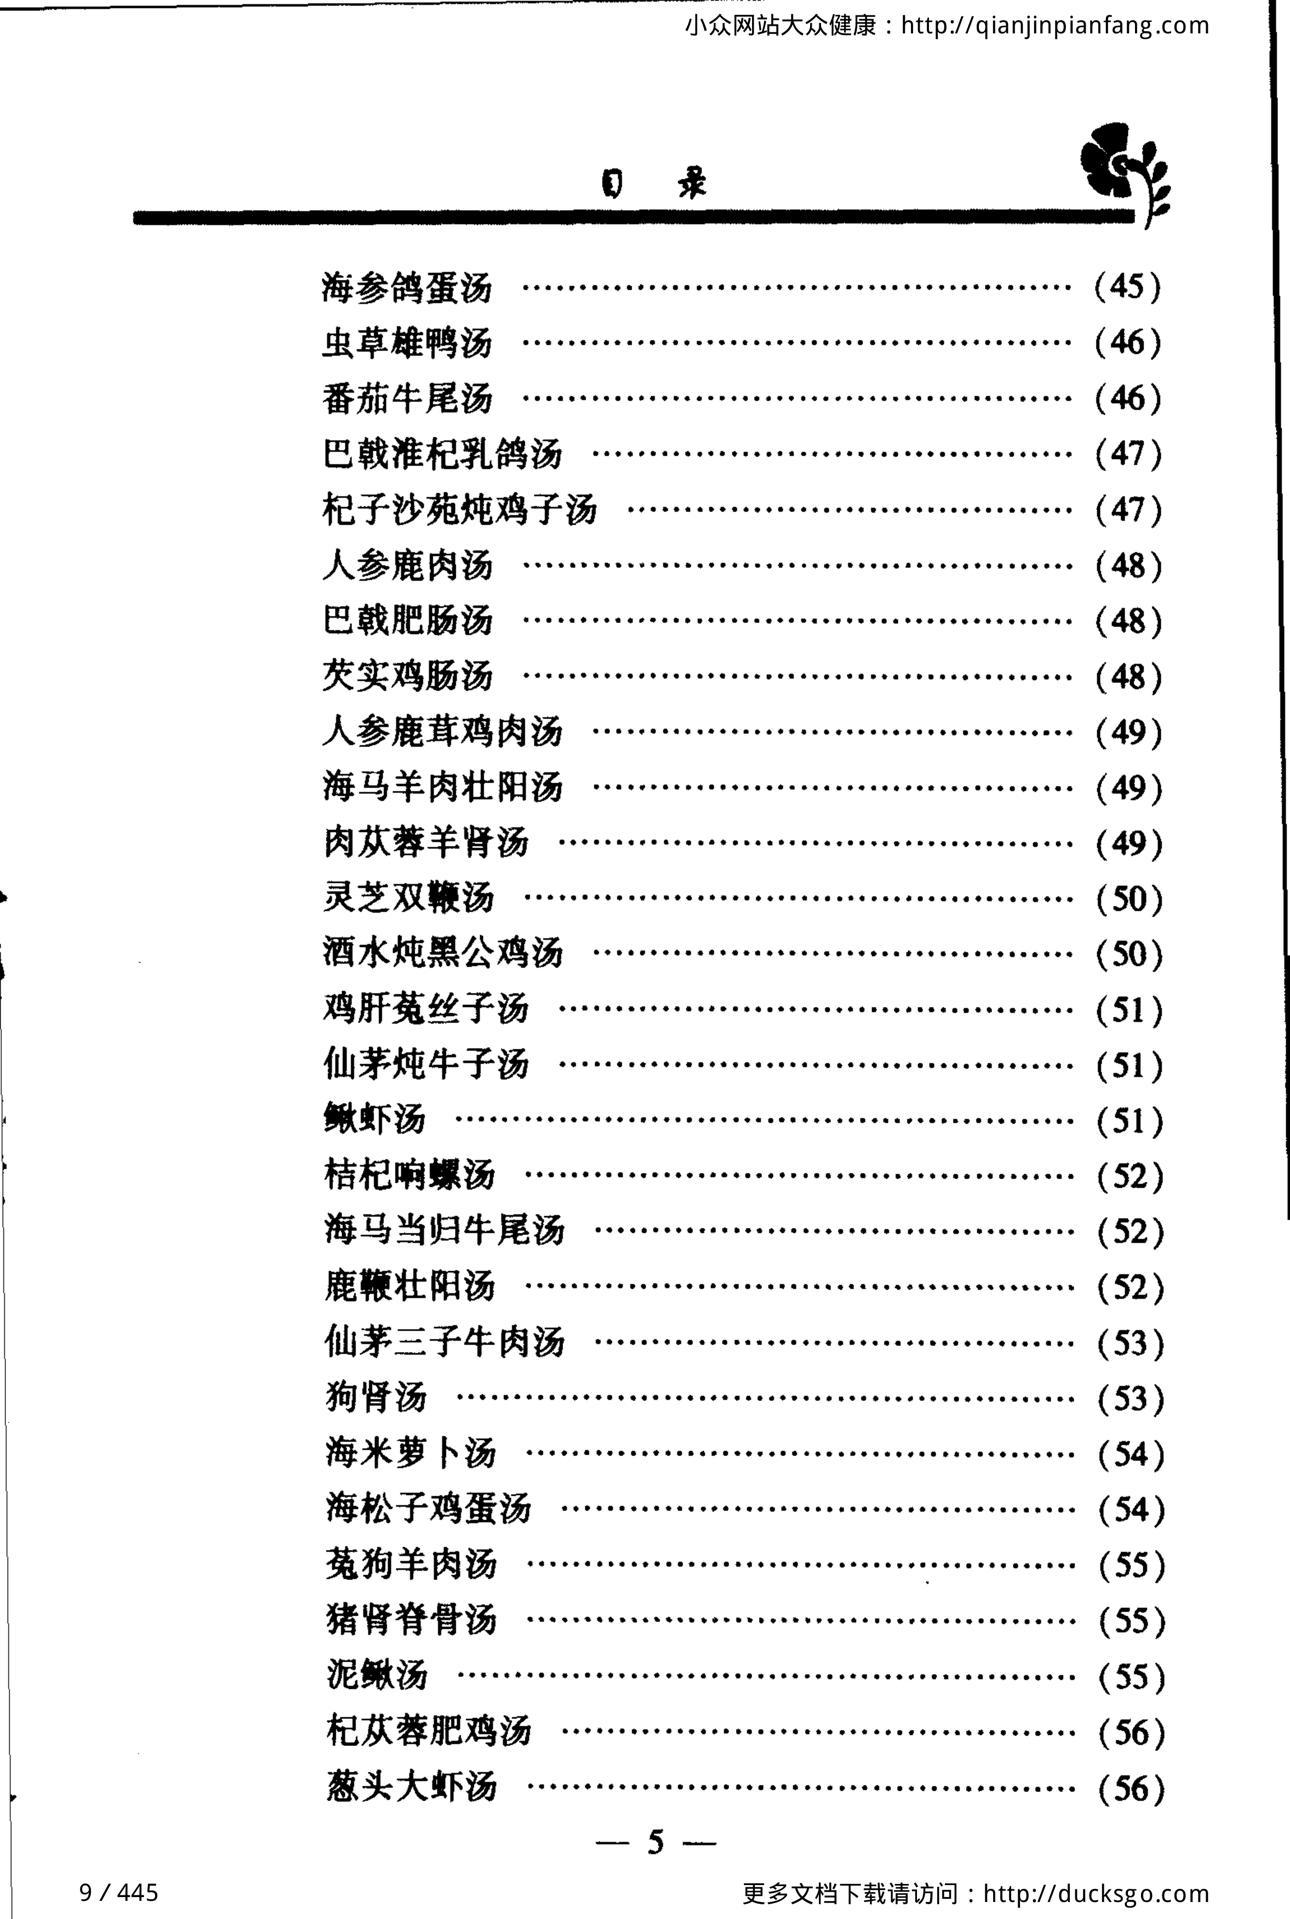 小众网站大众健康：http://qianjinpianfang.com
目 录
海参鸽蛋汤 ……………………………………………… (45)
虫草雄鸭汤 ……………………………………………… (46)
番茄牛尾汤 ……………………………………………… (46)
巴戟淮杞乳鸽汤 ………………………………………… (47)
杞子沙苑炖鸡子汤 ……………………………………… (47)
人参鹿肉汤 ……………………………………………… (48)
巴戟肥肠汤 ……………………………………………… (48)
芡实鸡肠汤 ……………………………………………… (48)
人参鹿茸鸡肉汤 ………………………………………… (49)
海马羊肉壮阳汤 ………………………………………… (49)
肉苁蓉羊肾汤 …………………………………………… (49)
灵芝双鞭汤 ……………………………………………… (50)
酒水炖黑公鸡汤 ………………………………………… (50)
鸡肝菟丝子汤 …………………………………………… (51)
仙茅炖牛子汤 …………………………………………… (51)
鳅虾汤 …………………………………………………… (51)
桔杞响螺汤 ……………………………………………… (52)
海马当归牛尾汤 ………………………………………… (52)
鹿鞭壮阳汤 ……………………………………………… (52)
仙茅三子牛肉汤 ………………………………………… (53)
狗肾汤 …………………………………………………… (53)
海米萝卜汤 ……………………………………………… (54)
海松子鸡蛋汤 …………………………………………… (54)
菟狗羊肉汤 ……………………………………………… (55)
猪肾脊骨汤 ……………………………………………… (55)
泥鳅汤 …………………………………………………… (55)
杞苁蓉肥鸡汤 …………………………………………… (56)
葱头大虾汤 ……………………………………………… (56)
— 5 —
9 / 445
更多文档下载请访问：http://ducksgo.com